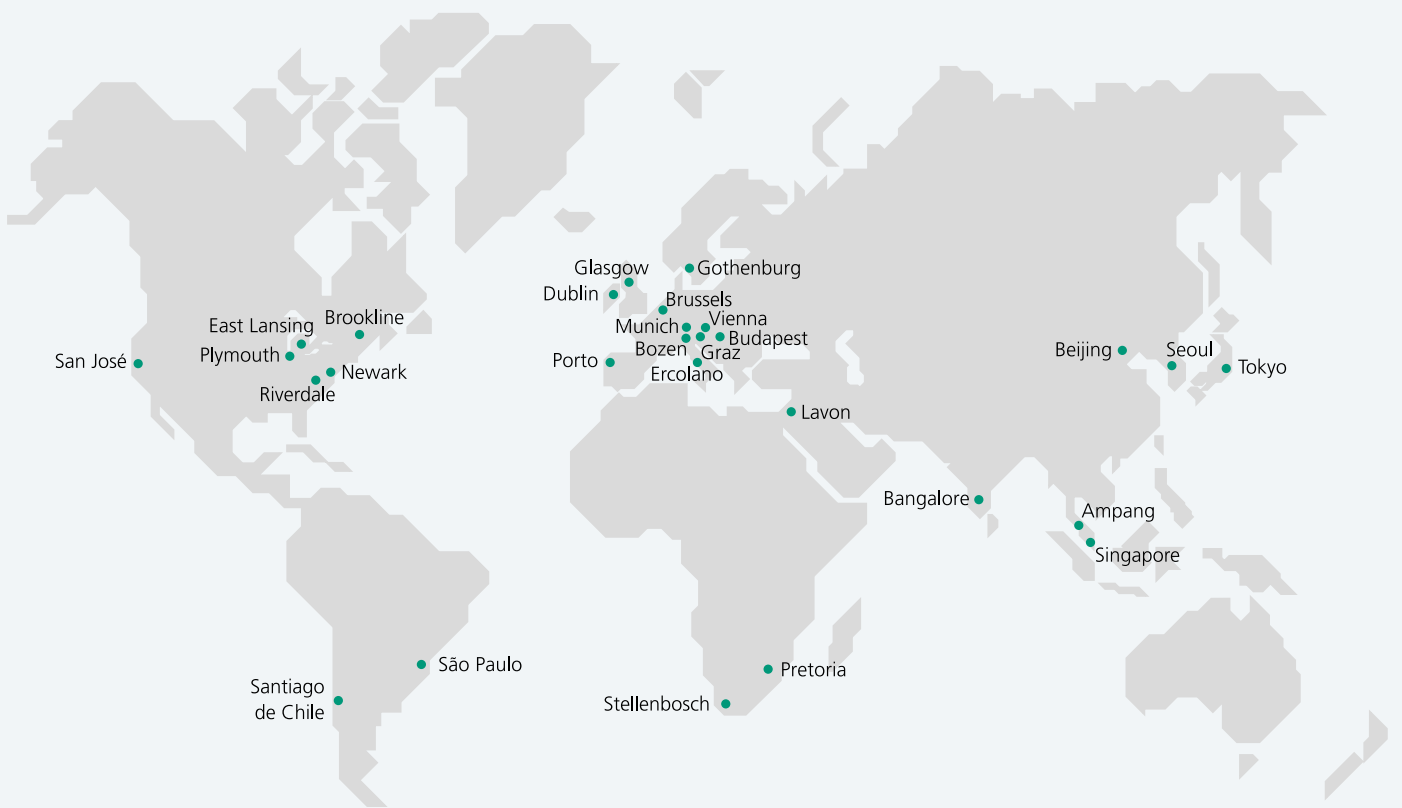 Glasgow
Gothenburg
Dublin
Brussels
Brookline
East Lansing
Munich
Vienna
Budapest
Bozen
Graz
San José
Plymouth
Porto
Ercolano
Newark
Riverdale
Beijing
Seoul
Tokyo
Lavon
Bangalore
Ampang
Singapore
São Paulo
Pretoria
Santiago
de Chile
Stellenbosch